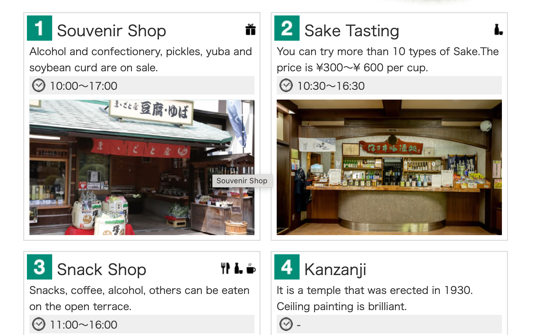 1 Souvenir Shop
Alcohol and confectionery, pickles, yuba and
soybean curd are on sale.
10:00～17:00
豆腐・ゆば
Souvenir Shop
2 Sake Tasting
You can try more than 10 types of Sake.The
price is ¥300～¥ 600 per cup.
10:30～16:30
3 Snack Shop
Snacks, coffee, alcohol, others can be eaten
on the open terrace.
11:00～16:00
4 Kanzanji
It is a temple that was erected in 1930.
Ceiling painting is brilliant.
-